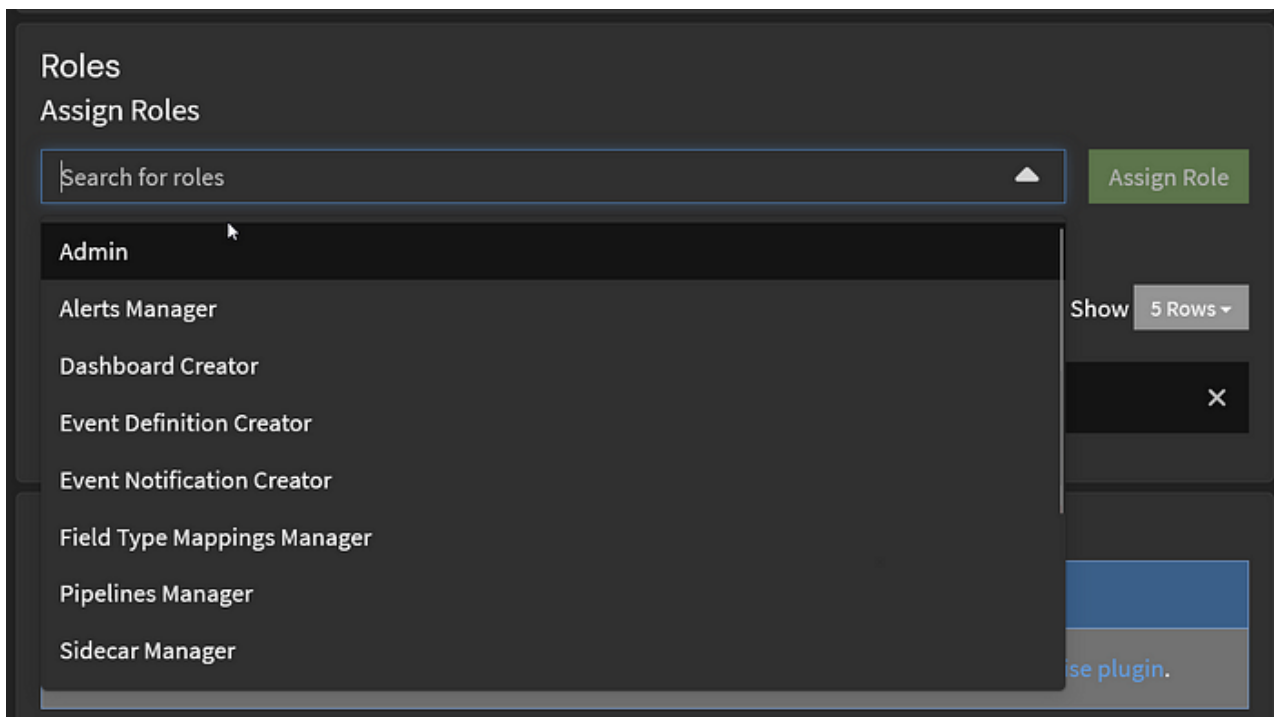 Roles
Assign Roles
Search for roles
Assign Role
Admin
Alerts Manager
Show 5 Rows
Dashboard Creator
Event Definition Creator
Event Notification Creator
Field Type Mappings Manager
Pipelines Manager
Sidecar Manager
plugin.